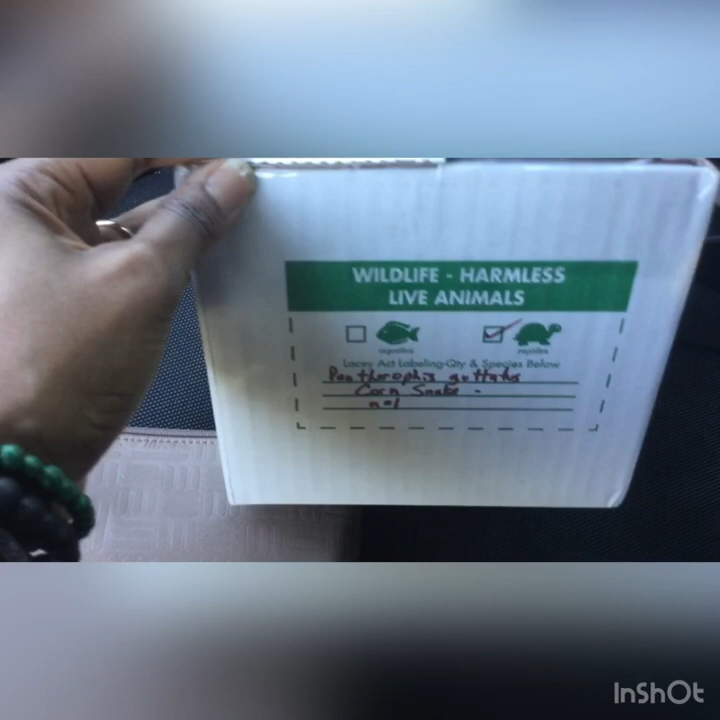 WILDLIFE - HARMLESS
LIVE ANIMALS
aquatics
reptiles
Lacey Act Labeling-Qty & Species Below
Pantherophis guttatus
Corn Snake -
n=1
InShOt